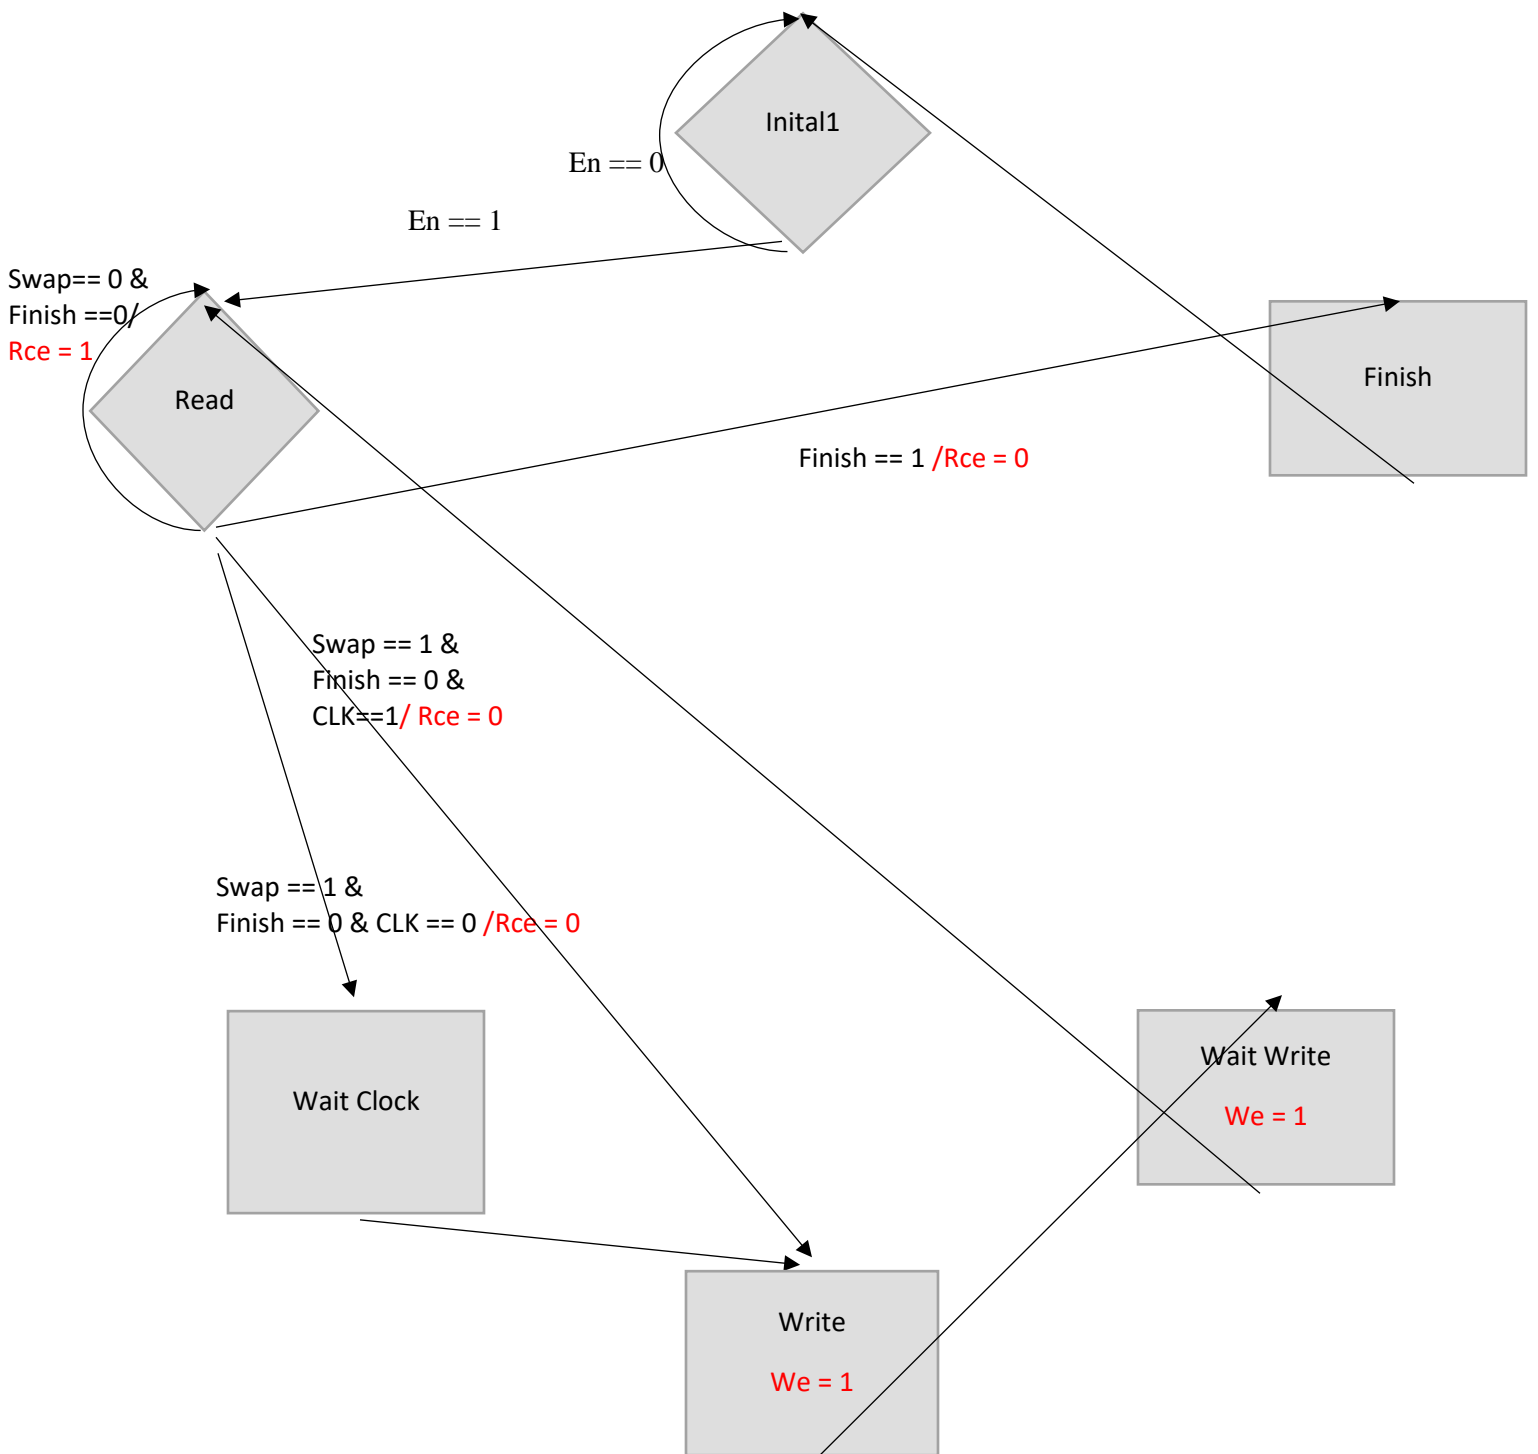 Inital1
En == 0
En == 1
Swap== 0 &
Finish ==0/
Rce = 1
Read
Finish
Finish == 1 /Rce = 0
Swap == 1 &
Finish == 0 &
CLK==1/ Rce = 0
Swap == 1 &
Finish == 0 & CLK == 0 /Rce = 0
Wait Clock
Wait Write
We = 1
Write
We = 1